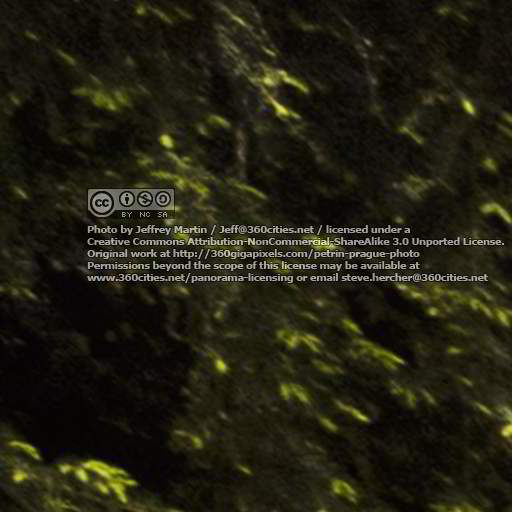 cc
BY NC SA
Photo by Jeffrey Martin / Jeff@360cities.net / licensed under a
Creative Commons Attribution-NonCommercial-ShareAlike 3.0 Unported License.
Original work at http://360gigapixels.com/petrin-prague-photo
Permissions beyond the scope of this license may be available at
www.360cities.net/panorama-licensing or email steve.hercher@360cities.net